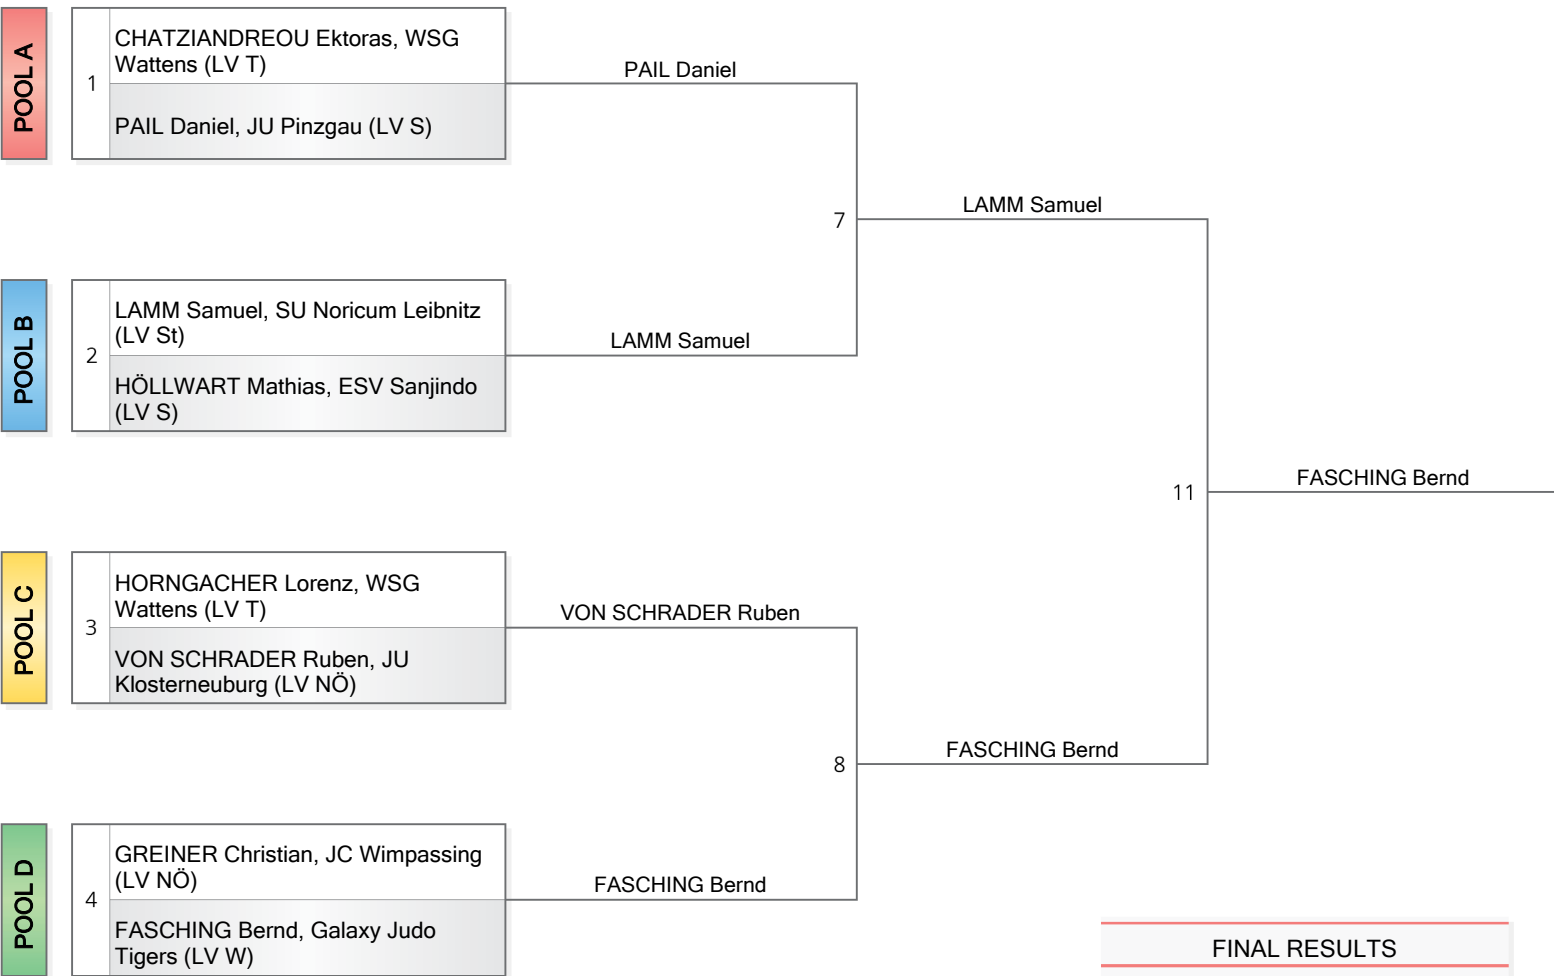 POOL A
1
CHATZIANDREOU Ektoras, WSG
Wattens (LV T)
PAIL Daniel, JU Pinzgau (LV S)
PAIL Daniel
7
LAMM Samuel
POOL B
2
LAMM Samuel, SU Noricum Leibnitz
(LV St)
HÖLLWART Mathias, ESV Sanjindo
(LV S)
LAMM Samuel
11
FASCHING Bernd
POOL C
3
HORNGACHER Lorenz, WSG
Wattens (LV T)
VON SCHRADER Ruben, JU
Klosterneuburg (LV NÖ)
VON SCHRADER Ruben
8
FASCHING Bernd
POOL D
4
GREINER Christian, JC Wimpassing
(LV NÖ)
FASCHING Bernd, Galaxy Judo
Tigers (LV W)
FASCHING Bernd
FINAL RESULTS